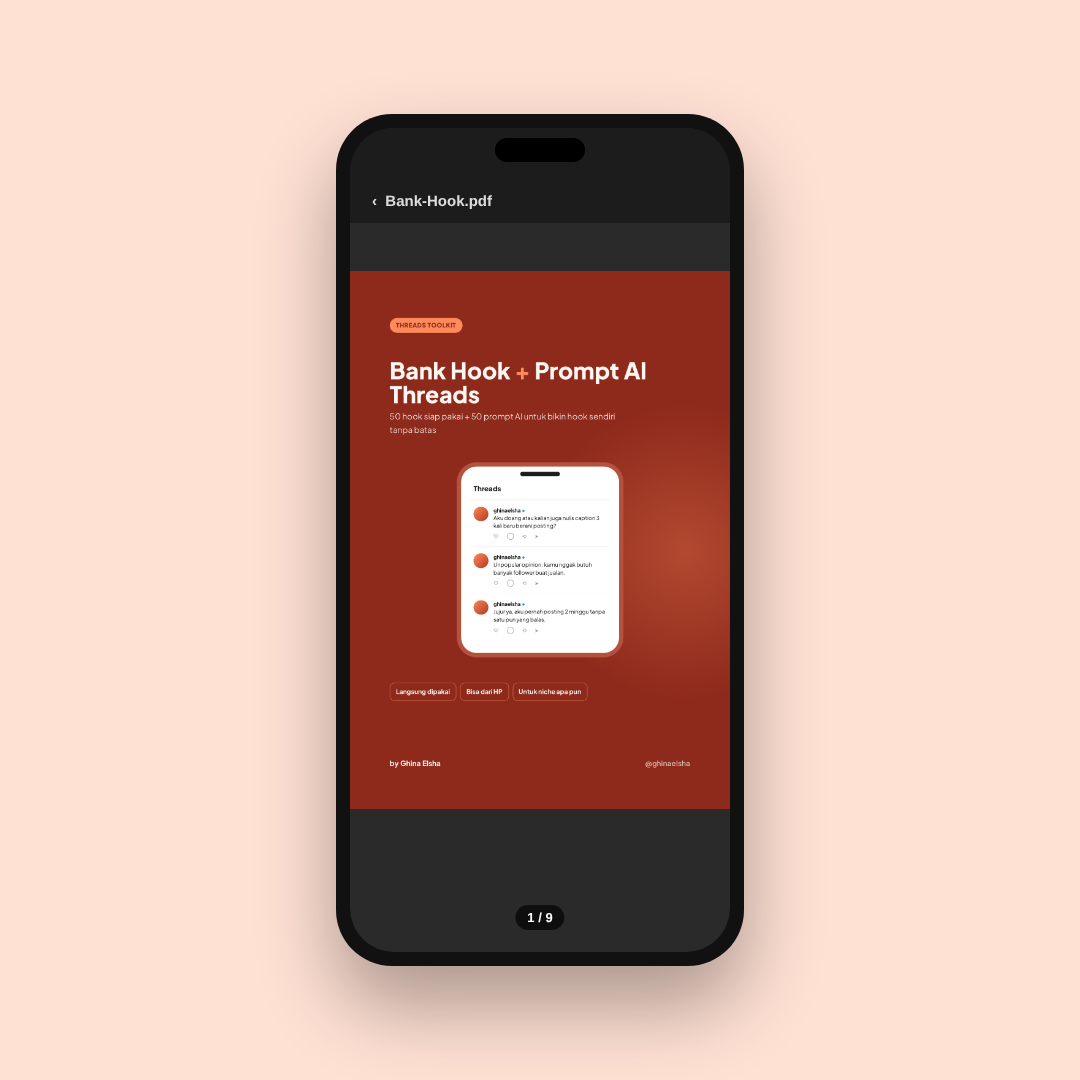 ‹ Bank-Hook.pdf
THREADS TOOLKIT
Bank Hook + Prompt AI
Threads
50 hook siap pakai + 50 prompt AI untuk bikin hook sendiri
tanpa batas
Threads
ghinaelsha
Aku doang atau kalian juga nulis caption 3
kali baru berani posting?
ghinaelsha
Unpopular opinion: kamu nggak butuh
banyak follower buat jualan.
ghinaelsha
Jujur ya, aku pernah posting 2 minggu tanpa
satu pun yang balas.
Langsung dipakai
Bisa dari HP
Untuk niche apa pun
by Ghina Elsha
@ghinaelsha
1 / 9